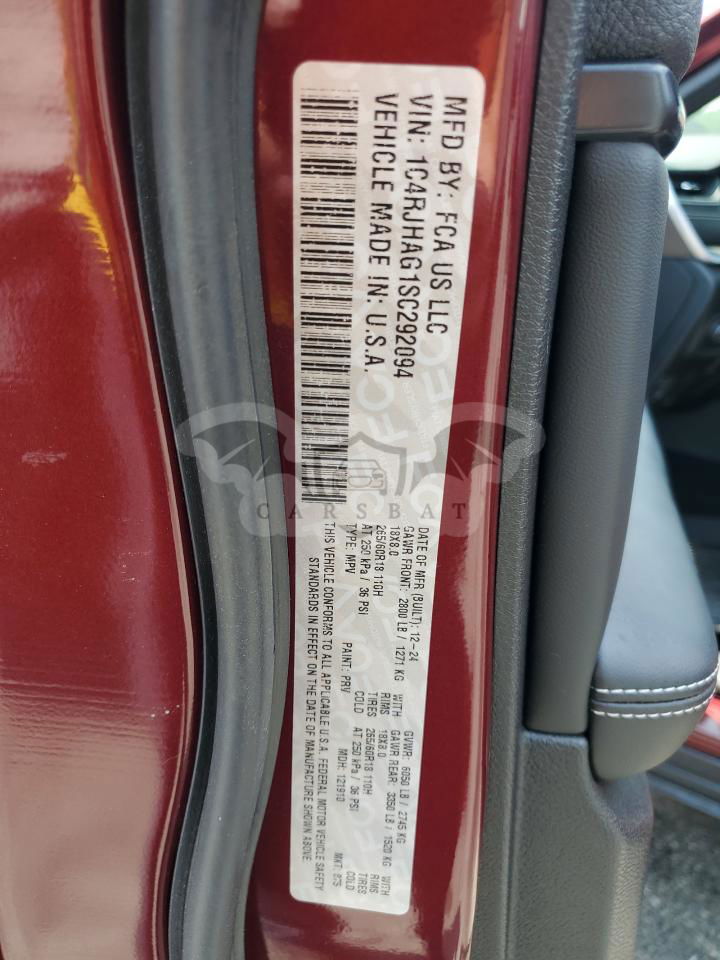 MFD BY: FCA US LLC
VIN: 1C4RJHAG1SC292094
VEHICLE MADE IN: U.S.A.
DATE OF MFR (BUILT): 12-24 GVWR: 6050 LB / 2745 KG
GAWR FRONT: 2800 LB / 1271 KG WITH GAWR REAR: 3350 LB / 1520 KG WITH
18X8.0 RIMS 18X8.0 RIMS
265/60R18 110H TIRES 265/60R18 110H TIRES
AT 250 kPa / 36 PSI COLD AT 250 kPa / 36 PSI COLD
TYPE: MPV PAINT: PRV MDH: 121910 MKT: 875
THIS VEHICLE CONFORMS TO ALL APPLICABLE U.S.A. FEDERAL MOTOR VEHICLE SAFETY
STANDARDS IN EFFECT ON THE DATE OF MANUFACTURE SHOWN ABOVE.
CARSBAT